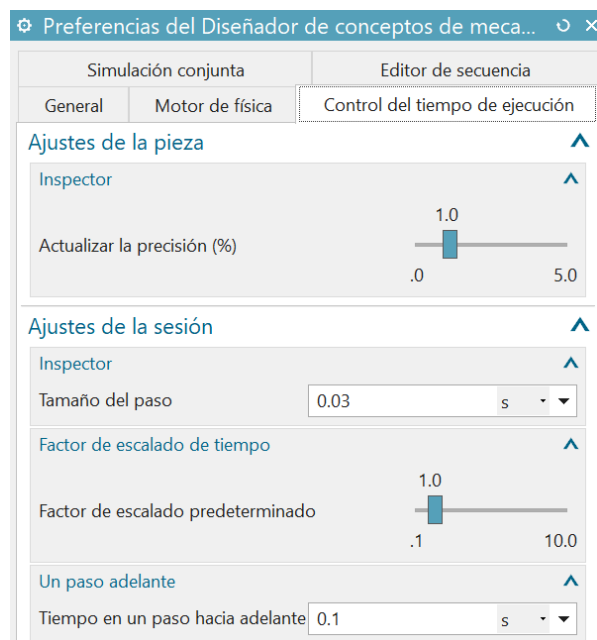 Preferencias del Diseñador de conceptos de meca...
Simulación conjunta
Editor de secuencia
General
Motor de física
Control del tiempo de ejecución
Ajustes de la pieza
Inspector
1.0
Actualizar la precisión (%)
.0
5.0
Ajustes de la sesión
Inspector
Tamaño del paso
0.03
s
Factor de escalado de tiempo
1.0
Factor de escalado predeterminado
.1
10.0
Un paso adelante
Tiempo en un paso hacia adelante
0.1
s